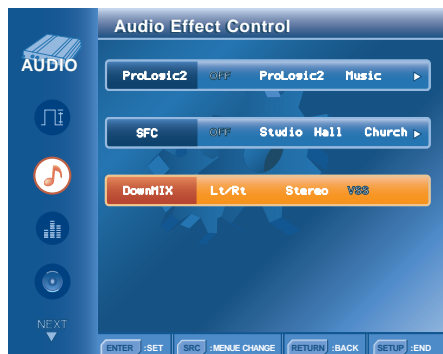 Audio Effect Control
AUDIO
ProLogic2 OFF ProLogic2 Music
SFC OFF Studio Hall Church
DownMIX Lt/Rt Stereo VSS
NEXT
ENTER :SET SRC :MENUE CHANGE RETURN :BACK SETUP :END